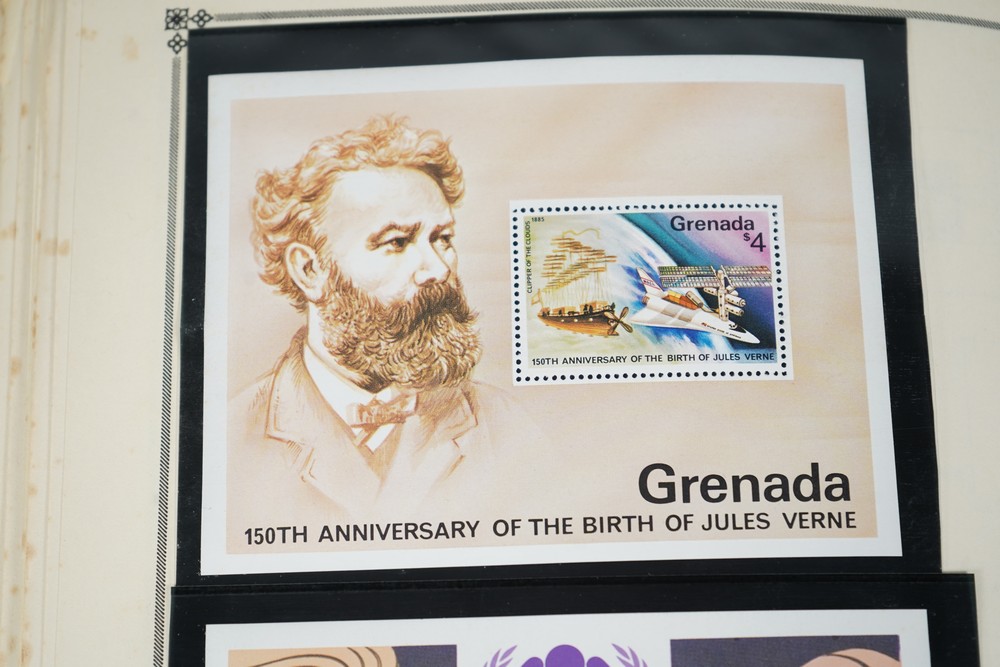 Grenada
$4
1885
CLIPPER OF THE CLOUDS
150TH ANNIVERSARY OF THE BIRTH OF JULES VERNE
Grenada
150TH ANNIVERSARY OF THE BIRTH OF JULES VERNE